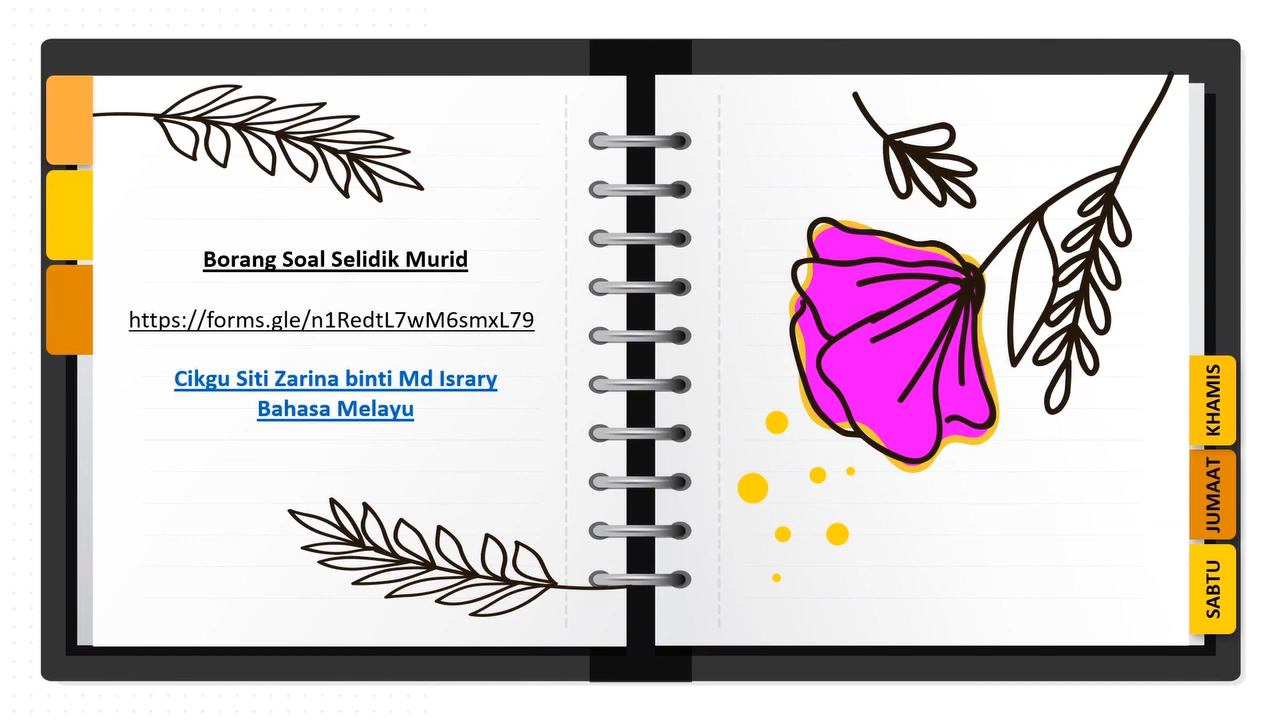 Borang Soal Selidik Murid
https://forms.gle/n1RedtL7wM6smxL79
Cikgu Siti Zarina binti Md Israry
Bahasa Melayu
KHAMIS
JUMAAT
SABTU